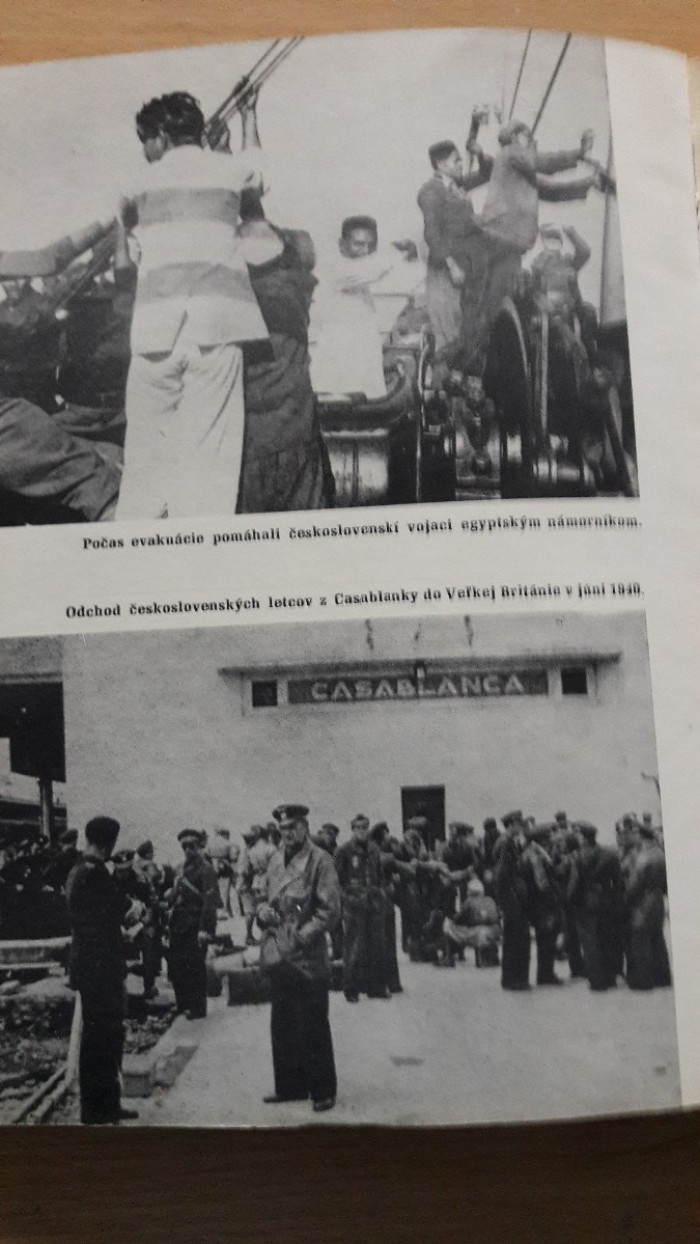 Počas evakuácie pomáhali československí vojaci egyptským námorníkom.
Odchod československých letcov z Casablanky do Veľkej Británie v júni 1940.
CASABLANCA